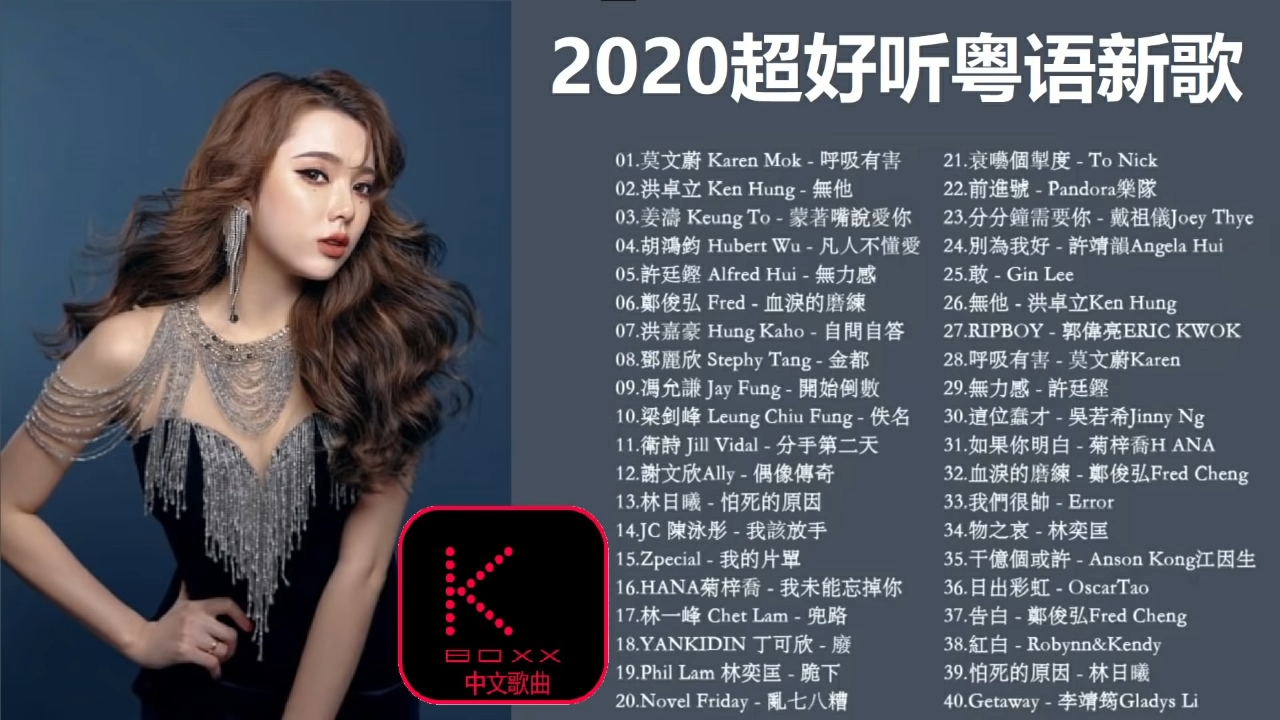 2020超好听粤语新歌
01.莫文蔚 Karen Mok - 呼吸有害
02.洪卓立 Ken Hung - 無他
03.姜濤 Keung To - 蒙著嘴說愛你
04.胡鴻鈞 Hubert Wu - 凡人不懂愛
05.許廷鏗 Alfred Hui - 無力感
06.鄭俊弘 Fred - 血淚的磨練
07.洪嘉豪 Hung Kaho - 自問自答
08.鄧麗欣 Stephy Tang - 金都
09.馮允謙 Jay Fung - 開始倒數
10.梁釗峰 Leung Chiu Fung - 佚名
11.衛詩 Jill Vidal - 分手第二天
12.謝文欣Ally - 偶像傳奇
13.林日曦 - 怕死的原因
14.JC 陳泳彤 - 我該放手
15.Zpecial - 我的片單
16.HANA菊梓喬 - 我未能忘掉你
17.林一峰 Chet Lam - 兜路
18.YANKIDIN 丁可欣 - 廢
19.Phil Lam 林奕匡 - 跪下
20.Novel Friday - 亂七八糟
21.衰囈個掣度 - To Nick
22.前進號 - Pandora樂隊
23.分分鐘需要你 - 戴祖儀Joey Thye
24.別為我好 - 許靖韻Angela Hui
25.敢 - Gin Lee
26.無他 - 洪卓立Ken Hung
27.RIPBOY - 郭偉亮ERIC KWOK
28.呼吸有害 - 莫文蔚Karen
29.無力感 - 許廷鏗
30.這位蠢才 - 吳若希Jinny Ng
31.如果你明白 - 菊梓喬H ANA
32.血淚的磨練 - 鄭俊弘Fred Cheng
33.我們很帥 - Error
34.物之哀 - 林奕匡
35.千億個或許 - Anson Kong江因生
36.日出彩虹 - OscarTao
37.告白 - 鄭俊弘Fred Cheng
38.紅白 - Robynn&Kendy
39.怕死的原因 - 林日曦
40.Getaway - 李靖筠Gladys Li
K
BOXX
中文歌曲